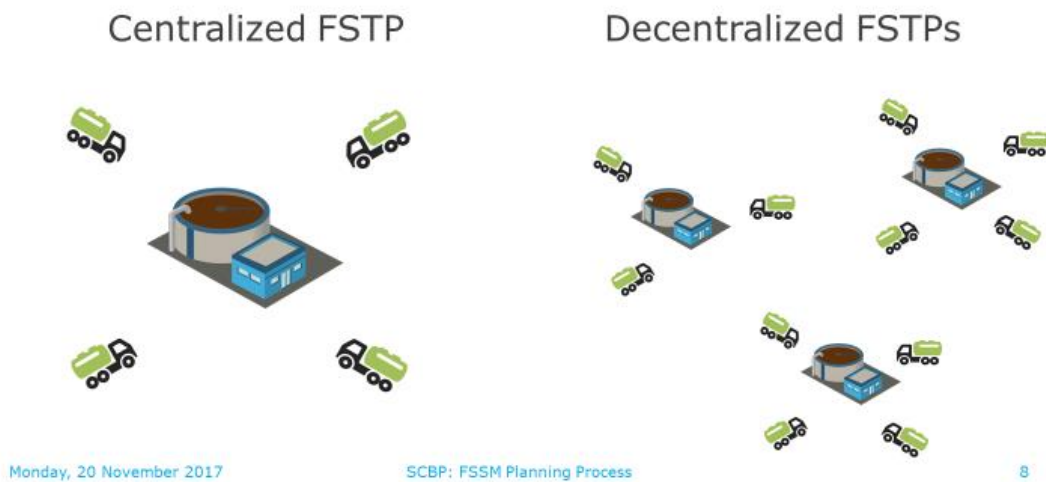 Centralized FSTP
Decentralized FSTPs
Monday, 20 November 2017
SCBP: FSSM Planning Process
8